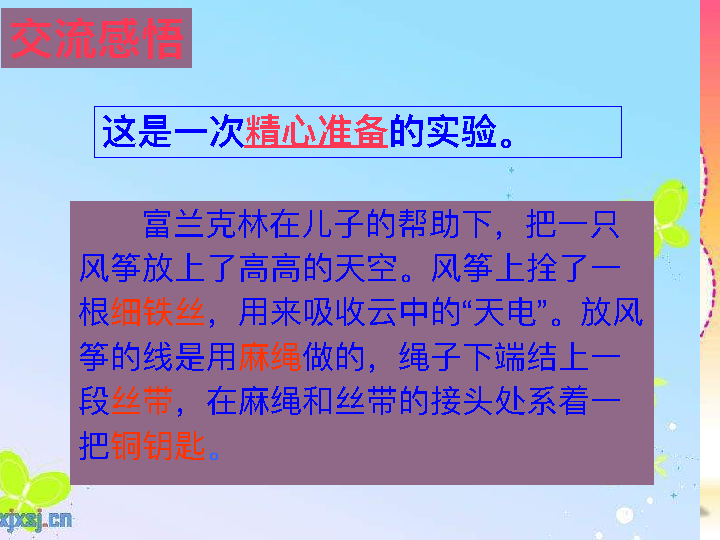 交流感悟
这是一次精心准备的实验。
富兰克林在儿子的帮助下，把一只
风筝放上了高高的天空。风筝上拴了一
根细铁丝，用来吸收云中的“天电”。放风
筝的线是用麻绳做的，绳子下端结上一
段丝带，在麻绳和丝带的接头处系着一
把铜钥匙。
xjxsj.cn